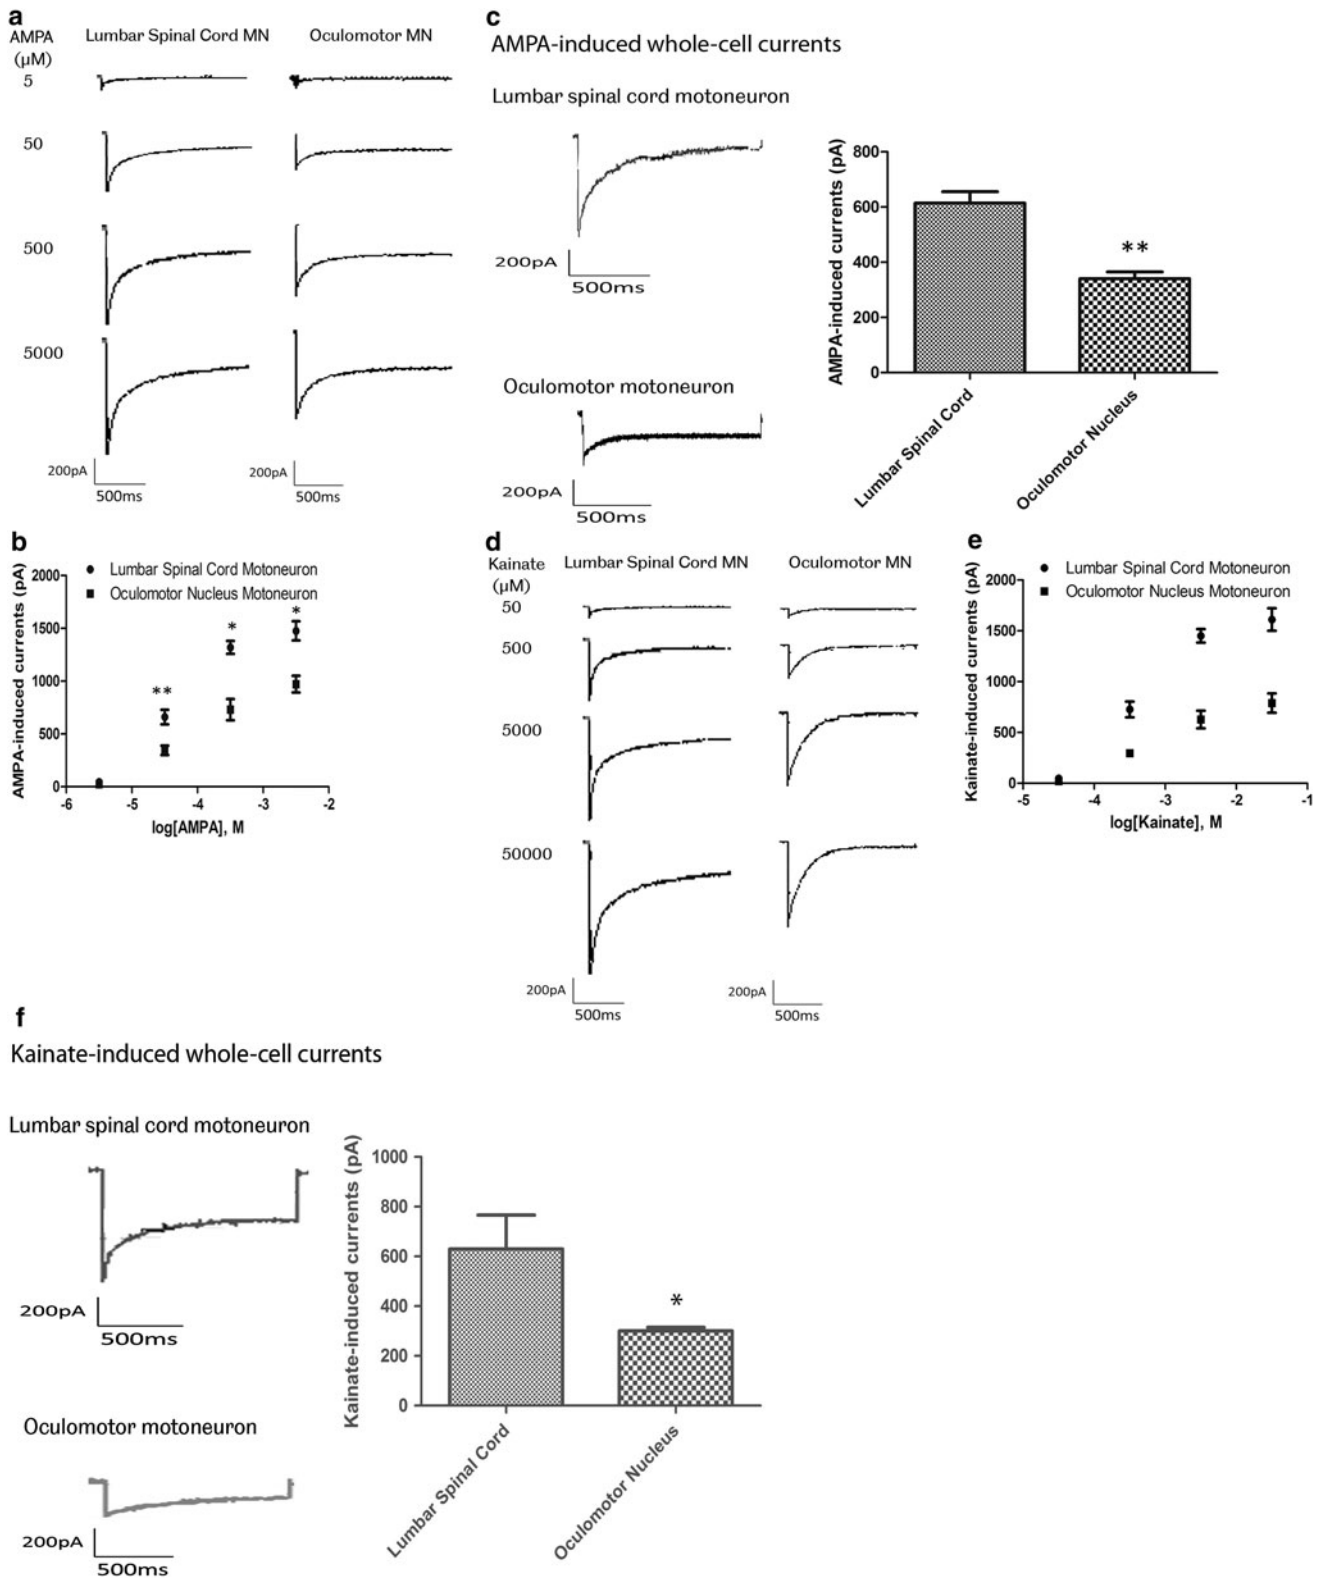 a
AMPA
(µM)
Lumbar Spinal Cord MN
Oculomotor MN
5
50
500
5000
200pA
500ms
200pA
500ms
b
Lumbar Spinal Cord Motoneuron
Oculomotor Nucleus Motoneuron
AMPA-induced currents (pA)
2000
1500
1000
500
0
**
*
*
-6 -5 -4 -3 -2
log[AMPA], M
c
AMPA-induced whole-cell currents
Lumbar spinal cord motoneuron
200pA
500ms
Oculomotor motoneuron
200pA
500ms
AMPA-induced currents (pA)
800
600
400
200
0
**
Lumbar Spinal Cord
Oculomotor Nucleus
d
Kainate
(µM)
Lumbar Spinal Cord MN
Oculomotor MN
50
500
5000
50000
200pA
500ms
200pA
500ms
e
Lumbar Spinal Cord Motoneuron
Oculomotor Nucleus Motoneuron
Kainate-induced currents (pA)
2000
1500
1000
500
0
-5 -4 -3 -2 -1
log[Kainate], M
f
Kainate-induced whole-cell currents
Lumbar spinal cord motoneuron
200pA
500ms
Oculomotor motoneuron
200pA
500ms
Kainate-induced currents (pA)
1000
800
600
400
200
0
*
Lumbar Spinal Cord
Oculomotor Nucleus